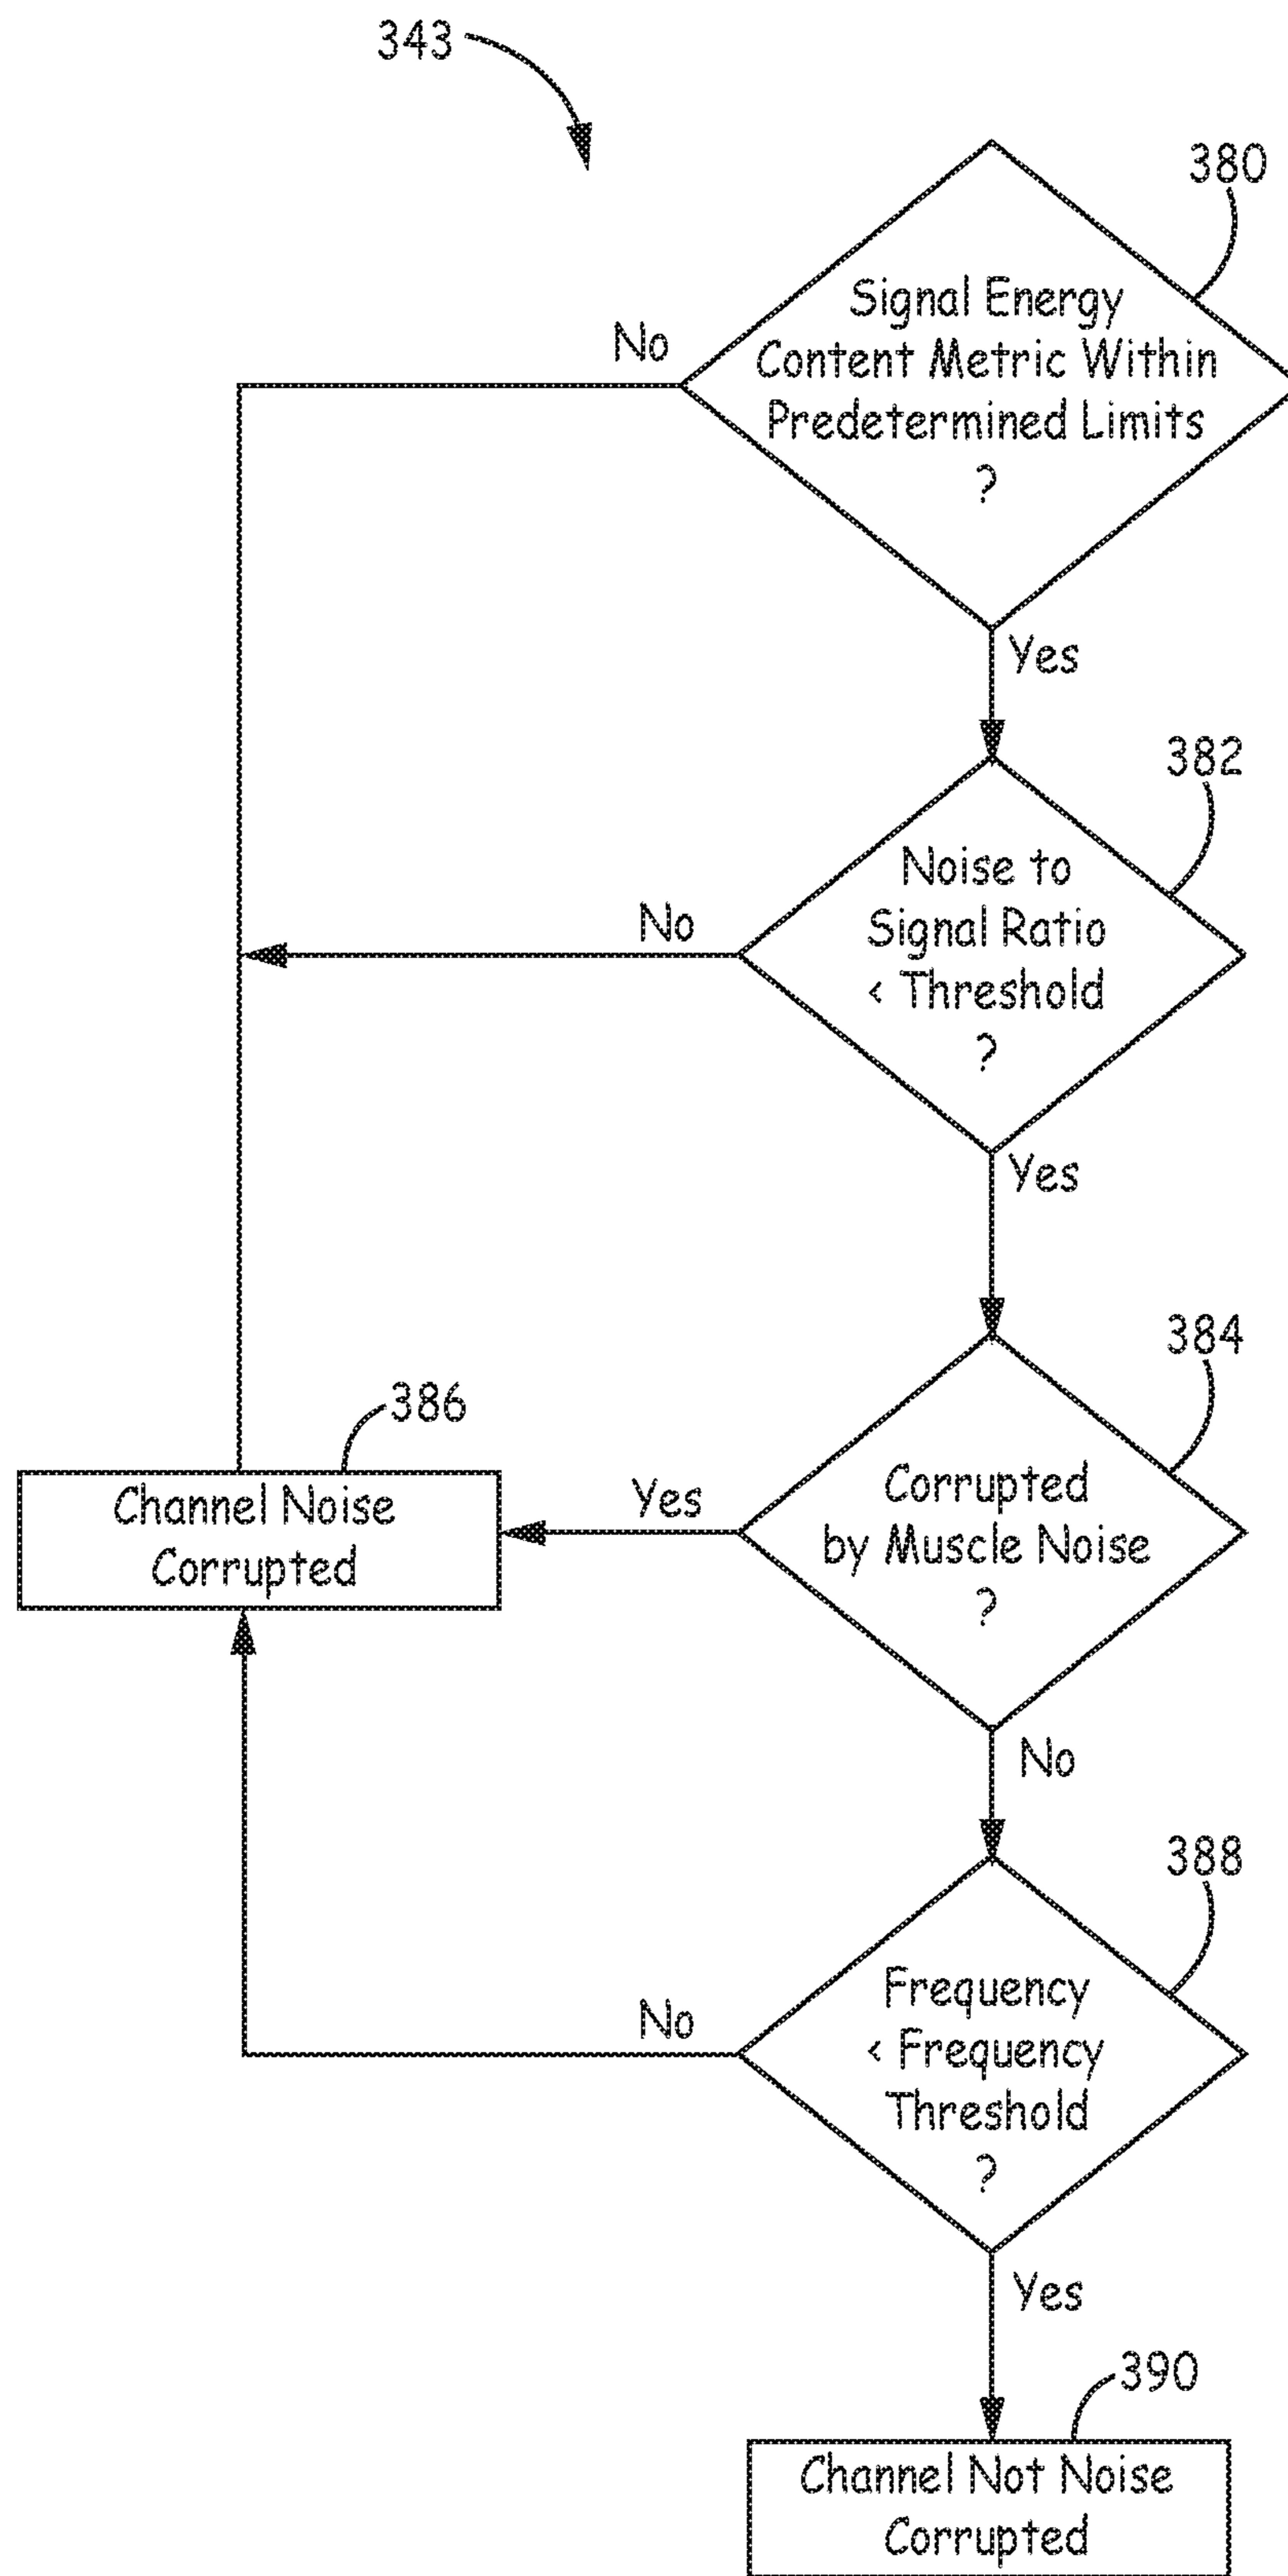 343
380
Signal Energy
Content Metric Within
Predetermined Limits
?
No
Yes
382
Noise to
Signal Ratio
< Threshold
?
No
Yes
384
Corrupted
by Muscle Noise
?
Yes
386
Channel Noise
Corrupted
No
388
Frequency
< Frequency
Threshold
?
No
Yes
390
Channel Not Noise
Corrupted